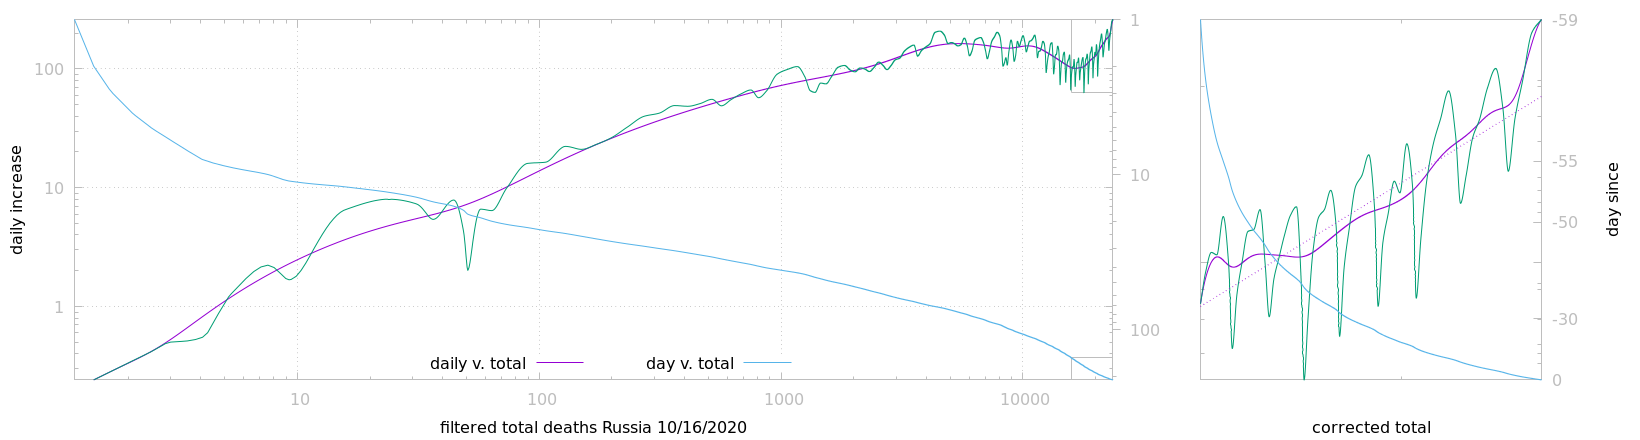 daily increase
100
10
1
daily v. total
day v. total
10
100
1000
10000
filtered total deaths Russia 10/16/2020
1
10
100
-59
-55
-50
-30
0
day since
corrected total